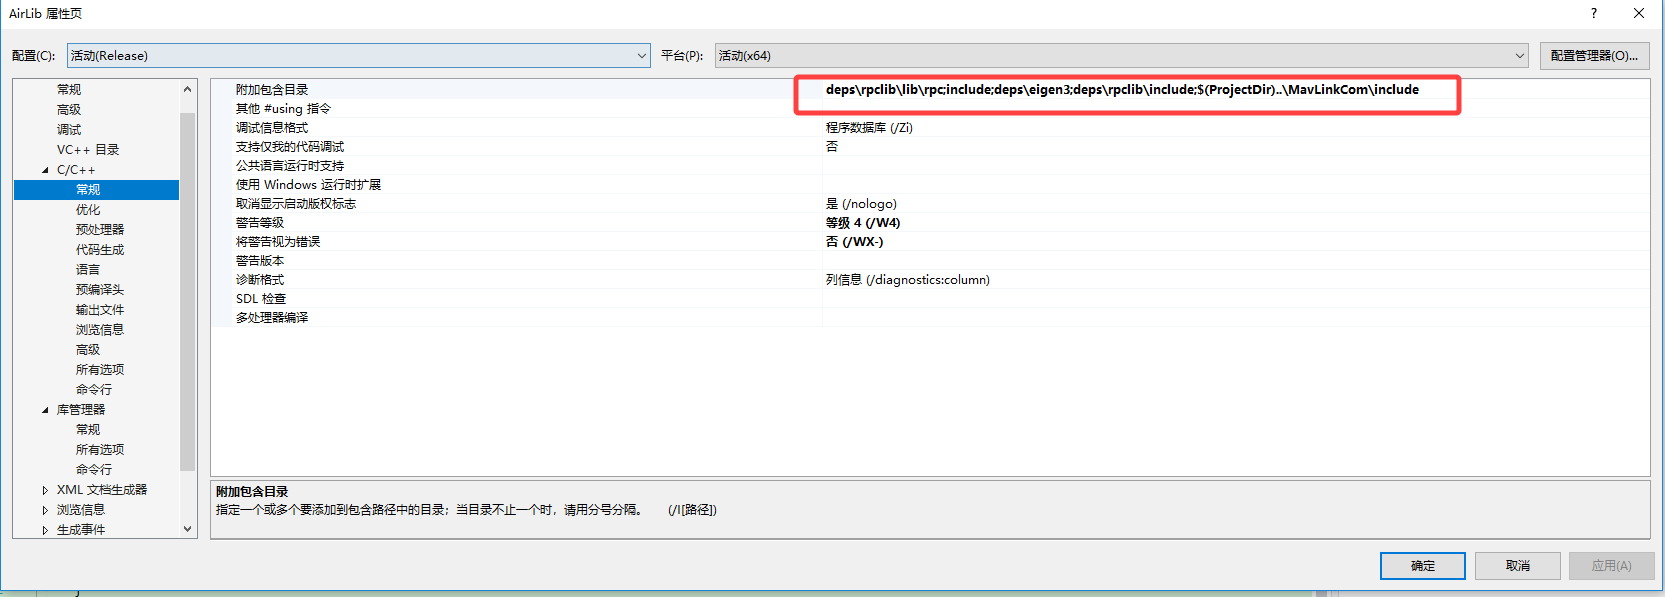 AirLib 属性页
配置(C):
活动(Release)
平台(P):
活动(x64)
配置管理器(O)...
常规
高级
调试
VC++ 目录
C/C++
常规
优化
预处理器
代码生成
语言
预编译头
输出文件
浏览信息
高级
所有选项
命令行
库管理器
常规
所有选项
命令行
XML 文档生成器
浏览信息
生成事件
附加包含目录 deps\rpclib\lib\rpc;include;deps\eigen3;deps\rpclib\include;$(ProjectDir)..\MavLinkCom\include
其他 #using 指令
调试信息格式 程序数据库 (/Zi)
支持仅我的代码调试 否
公共语言运行时支持
使用 Windows 运行时扩展
取消显示启动版权标志 是 (/nologo)
警告等级 等级 4 (/W4)
将警告视为错误 否 (/WX-)
警告版本
诊断格式 列信息 (/diagnostics:column)
SDL 检查
多处理器编译
附加包含目录
指定一个或多个要添加到包含路径中的目录；当目录不止一个时，请用分号分隔。 (/I[路径])
确定
取消
应用(A)